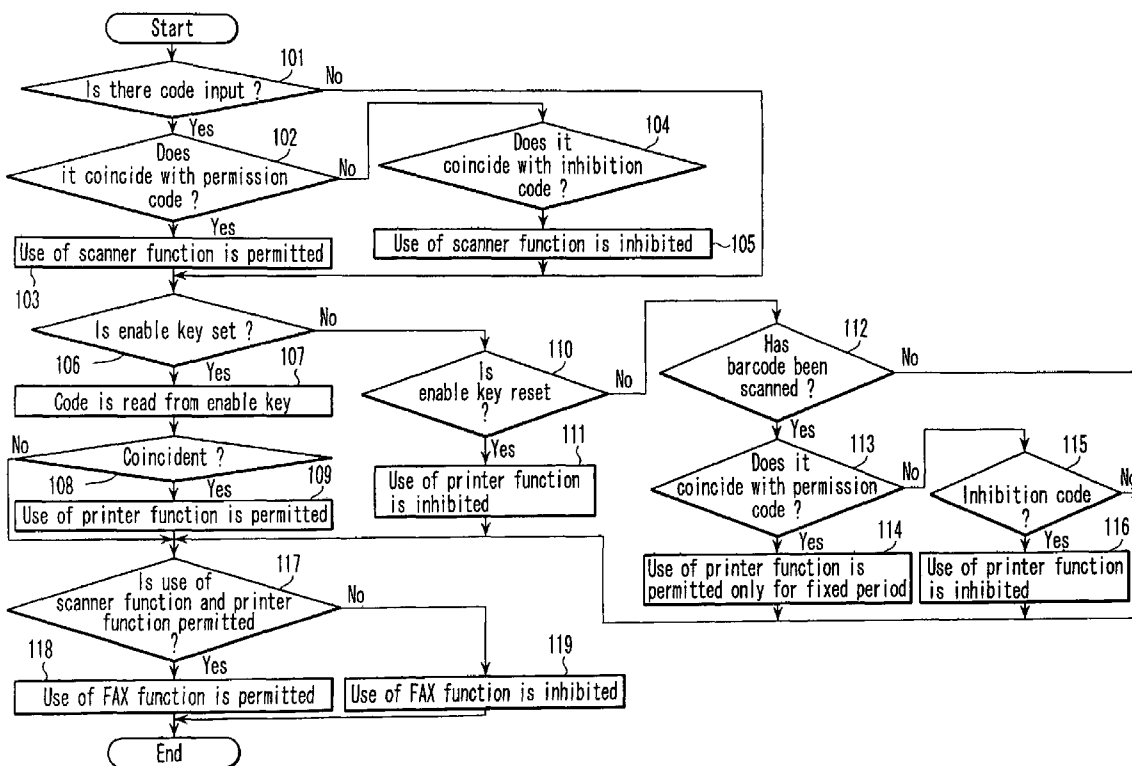 Start
101
Is there code input ?
No
Yes
102
Does
it coincide with permission
code ?
No
104
Does it
coincide with inhibition
code ?
Yes
Use of scanner function is permitted
103
Use of scanner function is inhibited
105
Is enable key set ?
No
106
Yes
107
Code is read from enable key
110
Is
enable key reset
?
No
112
Has
barcode been
scanned ?
No
No
Coincident ?
108
Yes
109
Use of printer function is permitted
Yes
111
Use of printer function
is inhibited
Yes
113
Does it
coincide with permission
code ?
No
115
Inhibition code
?
No
Yes
114
Use of printer function is
permitted only for fixed period
Yes
116
Use of printer function
is inhibited
117
Is use of
scanner function and printer
function permitted
?
No
118
Yes
Use of FAX function is permitted
119
Use of FAX function is inhibited
End